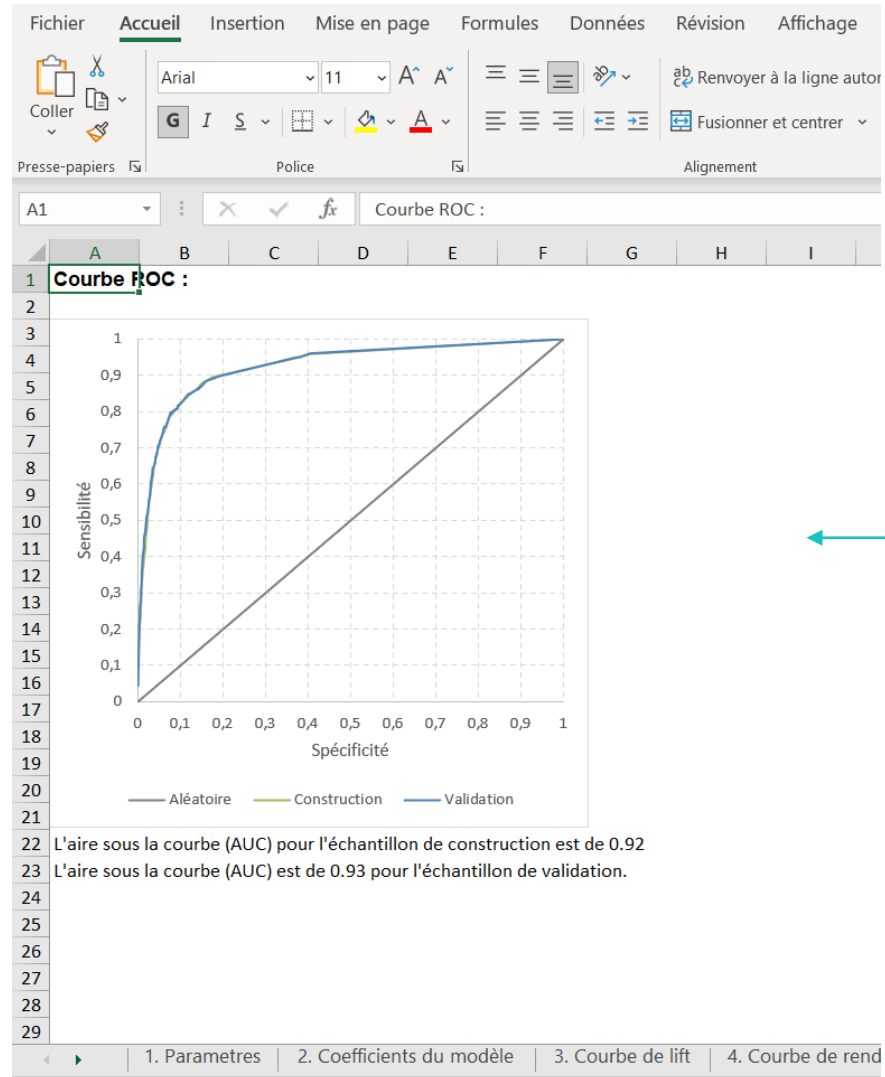 Fichier Accueil Insertion Mise en page Formules Données Révision Affichage
Coller
Arial 11 A^ Aˇ
G I S A
ab Renvoyer à la ligne autor
Fusionner et centrer
Presse-papiers Police Alignement
A1 fx Courbe ROC :
A B C D E F G H I
1 Courbe ROC :
2
3
4
5
6
7
8
9
10
11
12
13
14
15
16
17
18
19
20
21
1
0,9
0,8
0,7
0,6
0,5
0,4
0,3
0,2
0,1
0
Sensibilité
0 0,1 0,2 0,3 0,4 0,5 0,6 0,7 0,8 0,9 1
Spécificité
Aléatoire Construction Validation
22 L'aire sous la courbe (AUC) pour l'échantillon de construction est de 0.92
23 L'aire sous la courbe (AUC) est de 0.93 pour l'échantillon de validation.
24
25
26
27
28
29
1. Parametres 2. Coefficients du modèle 3. Courbe de lift 4. Courbe de rend